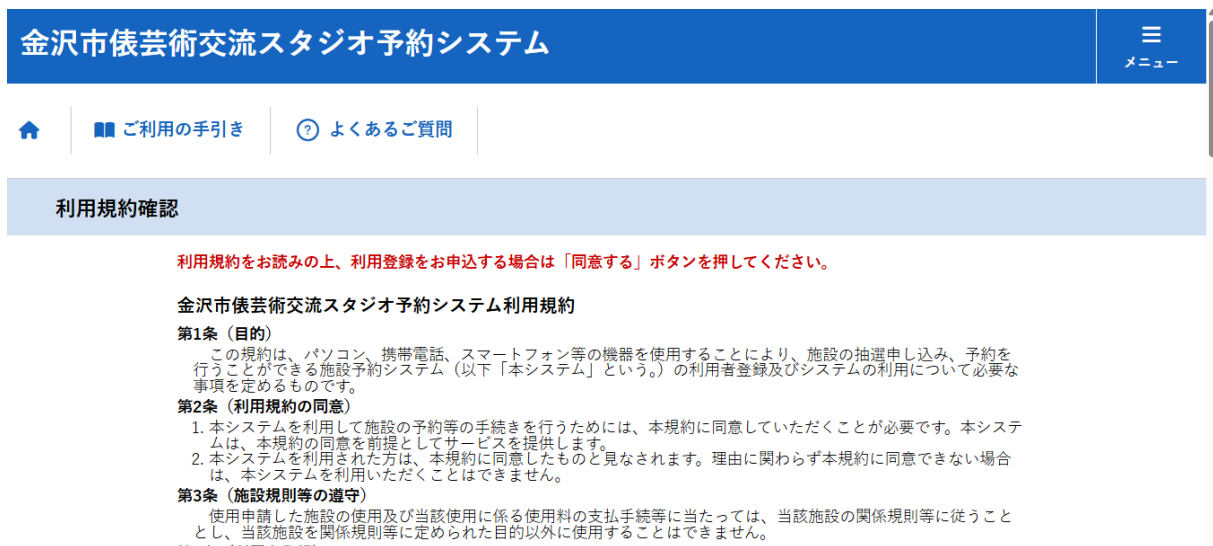 金沢市俵芸術交流スタジオ予約システム
メニュー
ご利用の手引き
よくあるご質問
利用規約確認
利用規約をお読みの上、利用登録をお申込する場合は「同意する」ボタンを押してください。
金沢市俵芸術交流スタジオ予約システム利用規約
第1条（目的）
この規約は、パソコン、携帯電話、スマートフォン等の機器を使用することにより、施設の抽選申し込み、予約を
行うことができる施設予約システム（以下「本システム」という。）の利用者登録及びシステムの利用について必要な
事項を定めるものです。
第2条（利用規約の同意）
1. 本システムを利用して施設の予約等の手続きを行うためには、本規約に同意していただくことが必要です。本システ
ムは、本規約の同意を前提としてサービスを提供します。
2. 本システムを利用された方は、本規約に同意したものと見なされます。理由に関わらず本規約に同意できない場合
は、本システムを利用いただくことはできません。
第3条（施設規則等の遵守）
使用申請した施設の使用及び当該使用に係る使用料の支払手続等に当たっては、当該施設の関係規則等に従うこと
とし、当該施設を関係規則等に定められた目的以外に使用することはできません。